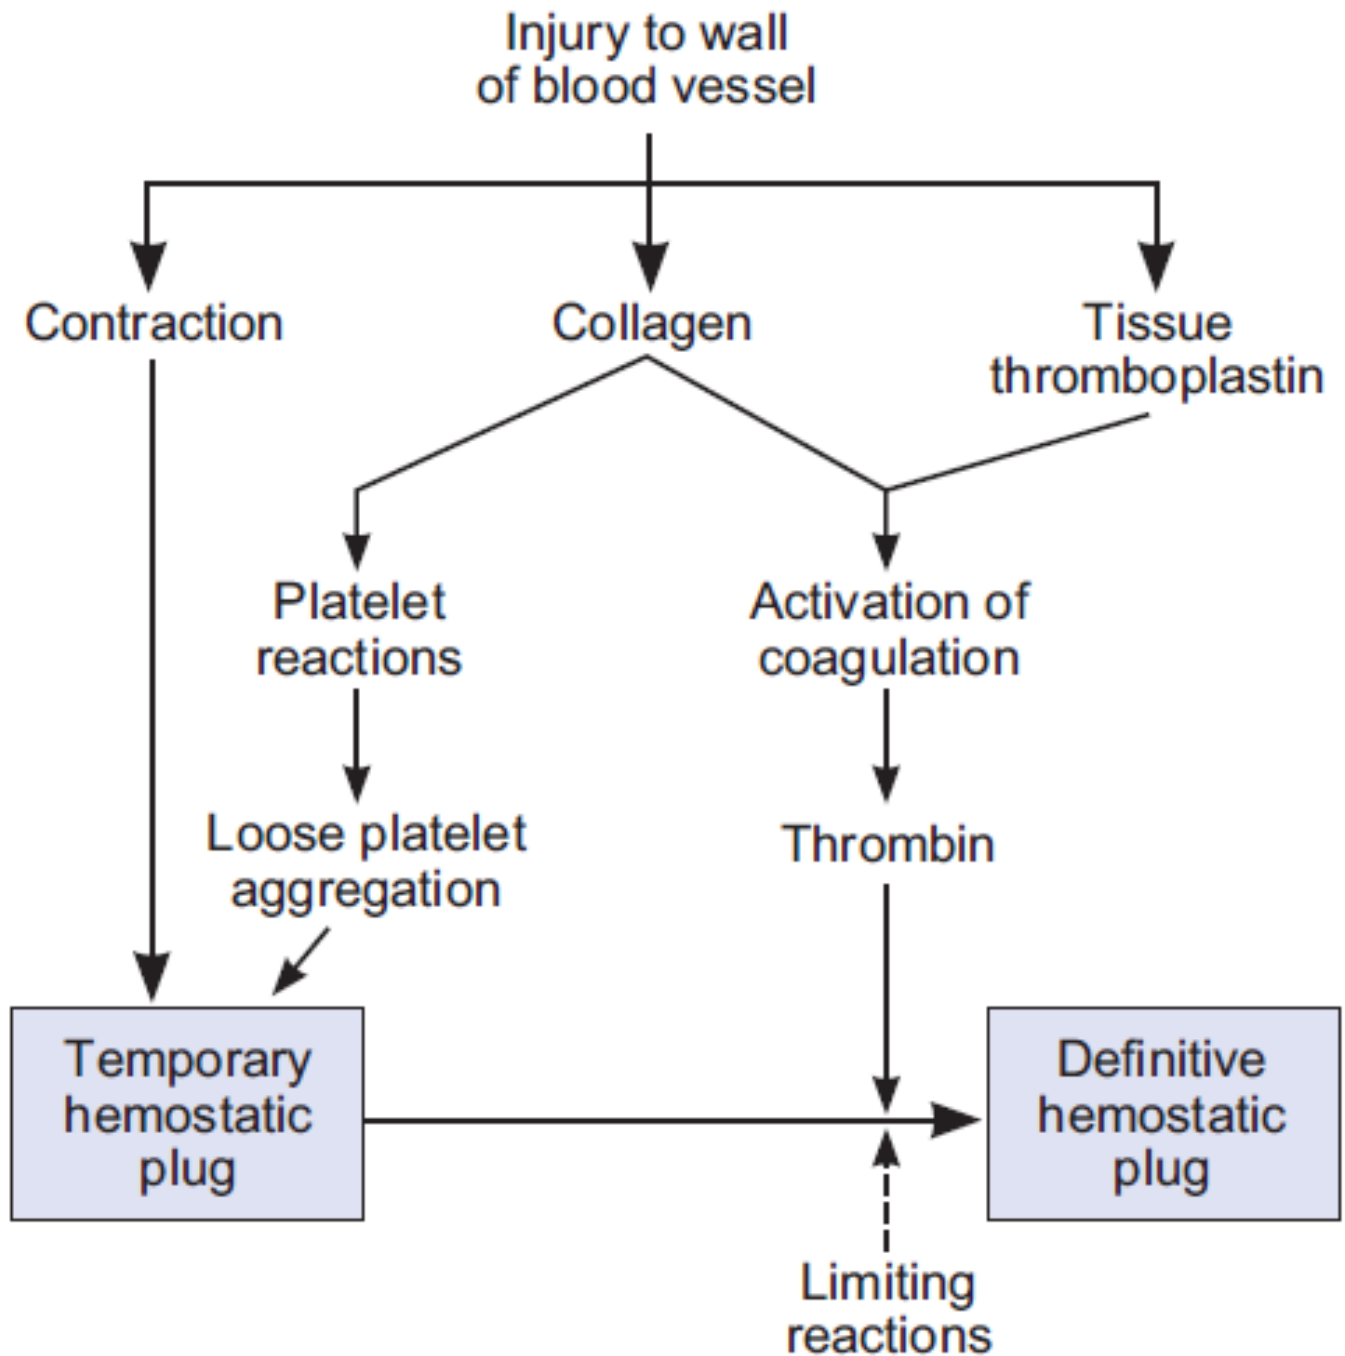 Injury to wall
of blood vessel
Contraction
Collagen
Tissue
thromboplastin
Platelet
reactions
Activation of
coagulation
Loose platelet
aggregation
Thrombin
Temporary
hemostatic
plug
Definitive
hemostatic
plug
Limiting
reactions